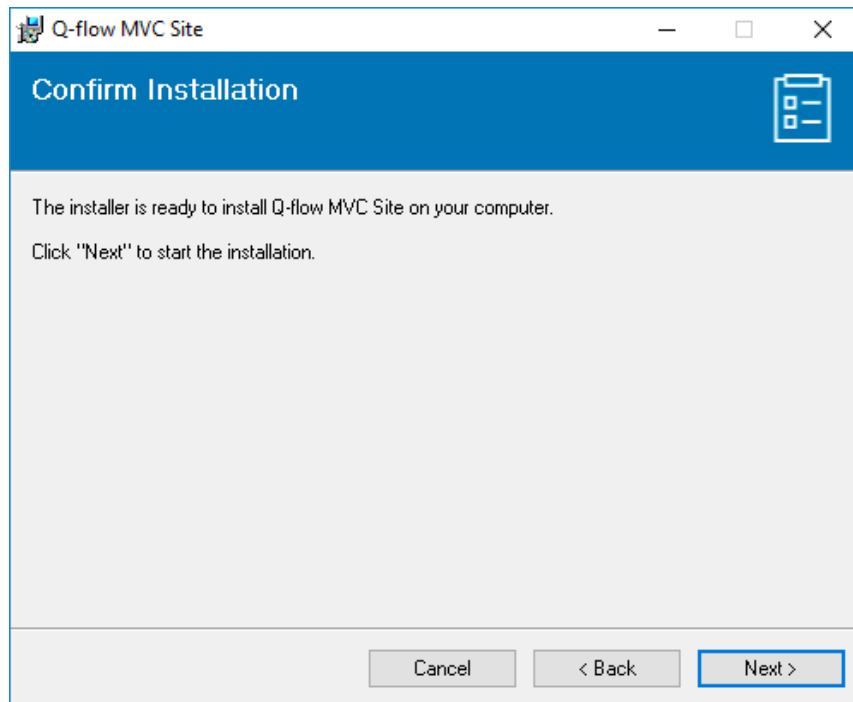 Q-flow MVC Site
Confirm Installation
The installer is ready to install Q-flow MVC Site on your computer.
Click "Next" to start the installation.
Cancel
< Back
Next >